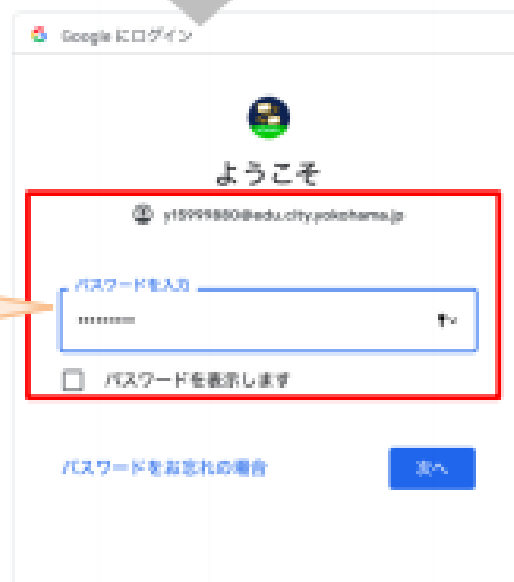 Google にログイン
ようこそ
y15999880@edu.city.yokohama.jp
パスワードを入力
パスワードを表示します
パスワードをお忘れの場合
次へ